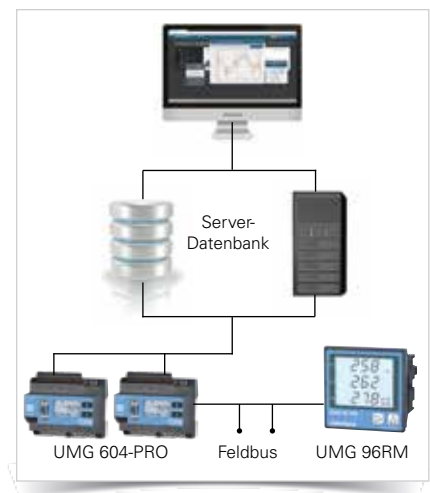 Server-
Datenbank
258
262
278
UMG 604-PRO
Feldbus
UMG 96RM